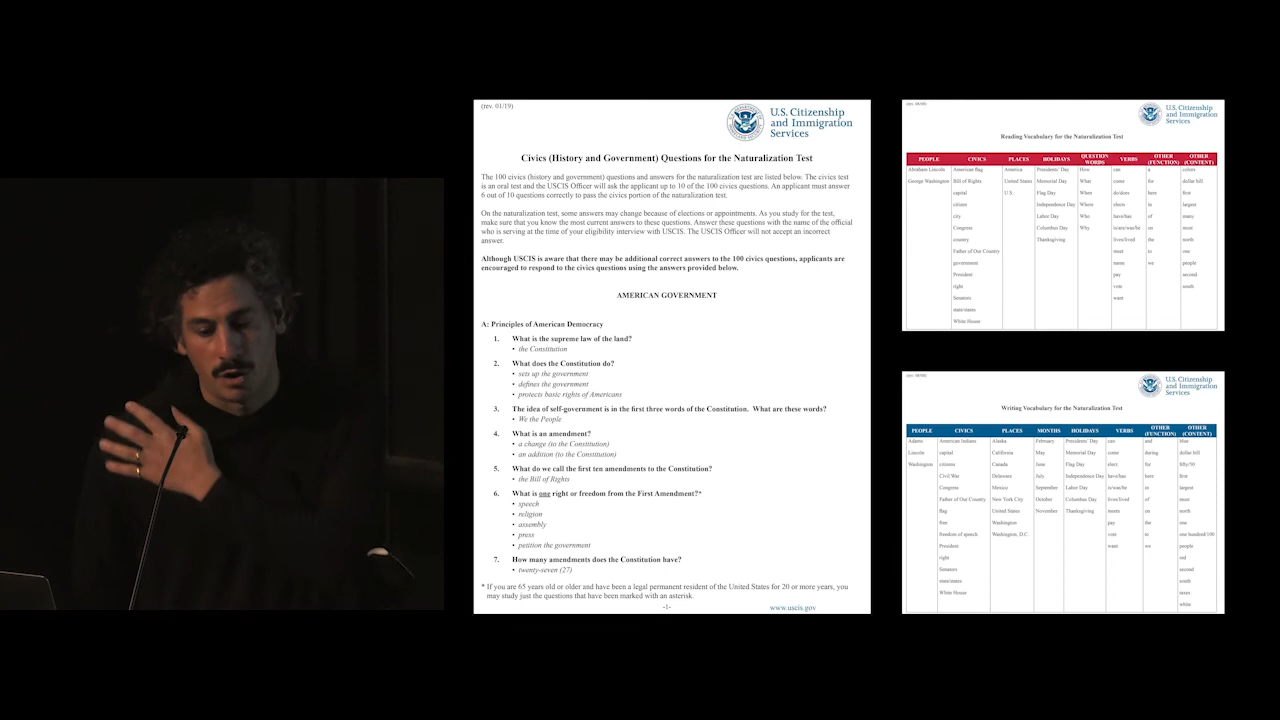 (rev. 01/19)
U.S. Citizenship
and Immigration
Services
Civics (History and Government) Questions for the Naturalization Test
The 100 civics (history and government) questions and answers for the naturalization test are listed below. The civics test
is an oral test and the USCIS Officer will ask the applicant up to 10 of the 100 civics questions. An applicant must answer
6 out of 10 questions correctly to pass the civics portion of the naturalization test.
On the naturalization test, some answers may change because of elections or appointments. As you study for the test,
make sure that you know the most current answers to these questions. Answer these questions with the name of the official
who is serving at the time of your eligibility interview with USCIS. The USCIS Officer will not accept an incorrect
answer.
Although USCIS is aware that there may be additional correct answers to the 100 civics questions, applicants are
encouraged to respond to the civics questions using the answers provided below.
AMERICAN GOVERNMENT
A: Principles of American Democracy
1. What is the supreme law of the land?
• the Constitution
2. What does the Constitution do?
• sets up the government
• defines the government
• protects basic rights of Americans
3. The idea of self-government is in the first three words of the Constitution. What are these words?
• We the People
4. What is an amendment?
• a change (to the Constitution)
• an addition (to the Constitution)
5. What do we call the first ten amendments to the Constitution?
• the Bill of Rights
6. What is one right or freedom from the First Amendment?*
• speech
• religion
• assembly
• press
• petition the government
7. How many amendments does the Constitution have?
• twenty-seven (27)
* If you are 65 years old or older and have been a legal permanent resident of the United States for 20 or more years, you
may study just the questions that have been marked with an asterisk.
-1- www.uscis.gov
U.S. Citizenship
and Immigration
Services
Reading Vocabulary for the Naturalization Test
PEOPLE CIVICS PLACES HOLIDAYS QUESTION WORDS VERBS OTHER (FUNCTION) OTHER (CONTENT)
Abraham Lincoln American flag America Presidents' Day How can a colors
George Washington Bill of Rights United States Memorial Day What come for dollar bill
capital U.S. Flag Day When do/does here first
citizen Independence Day Where elects in largest
city Labor Day Who have/has of many
Congress Columbus Day Why is/are/was/be on most
country Thanksgiving lives/lived the north
Father of Our Country meet to one
government name we people
President pay second
right vote south
Senators want
state/states
White House
U.S. Citizenship
and Immigration
Services
Writing Vocabulary for the Naturalization Test
PEOPLE CIVICS PLACES MONTHS HOLIDAYS VERBS OTHER (FUNCTION) OTHER (CONTENT)
Adams American Indians Alaska February Presidents' Day can and blue
Lincoln capital California May Memorial Day come during dollar bill
Washington citizens Canada June Flag Day elect for fifty/50
Civil War Delaware July Independence Day have/has here first
Congress Mexico September Labor Day is/was/be in largest
Father of Our Country New York City October Columbus Day lives/lived of most
flag United States November Thanksgiving meets on north
free Washington pay the one
freedom of speech Washington, D.C. vote to one hundred/100
President want we people
right red
Senators second
state/states south
White House taxes
white